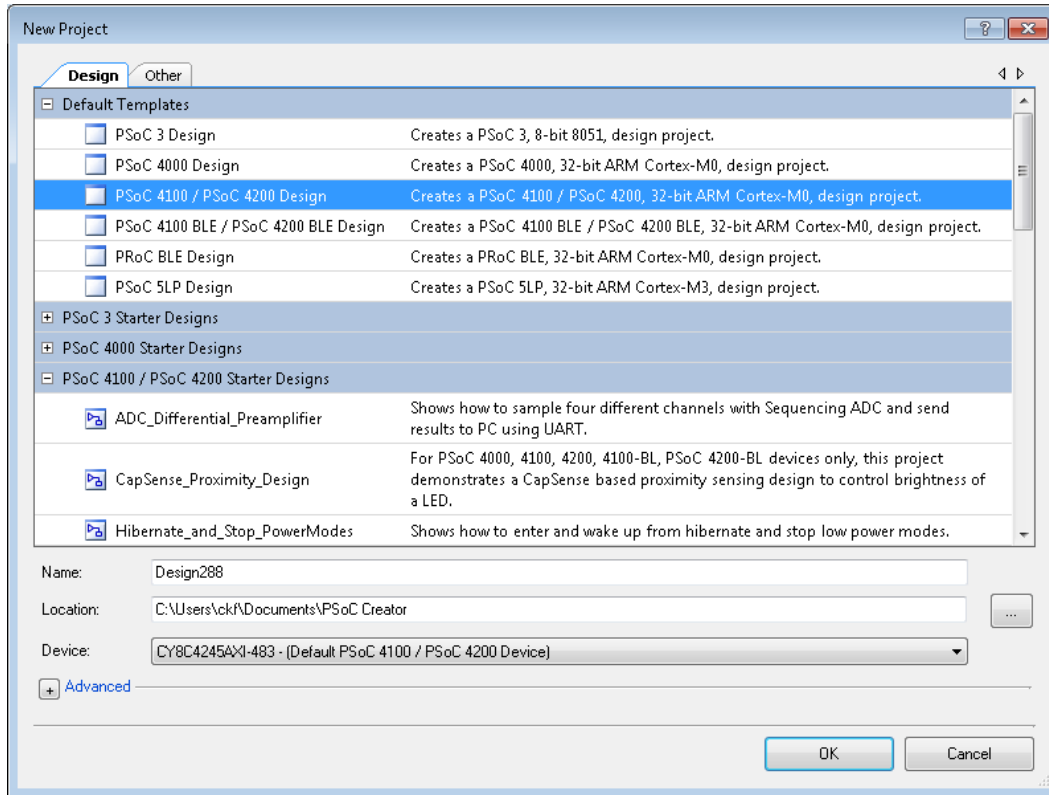 New Project
Design Other
Default Templates
PSoC 3 Design Creates a PSoC 3, 8-bit 8051, design project.
PSoC 4000 Design Creates a PSoC 4000, 32-bit ARM Cortex-M0, design project.
PSoC 4100 / PSoC 4200 Design Creates a PSoC 4100 / PSoC 4200, 32-bit ARM Cortex-M0, design project.
PSoC 4100 BLE / PSoC 4200 BLE Design Creates a PSoC 4100 BLE / PSoC 4200 BLE, 32-bit ARM Cortex-M0, design project.
PRoC BLE Design Creates a PRoC BLE, 32-bit ARM Cortex-M0, design project.
PSoC 5LP Design Creates a PSoC 5LP, 32-bit ARM Cortex-M3, design project.
PSoC 3 Starter Designs
PSoC 4000 Starter Designs
PSoC 4100 / PSoC 4200 Starter Designs
ADC_Differential_Preamplifier Shows how to sample four different channels with Sequencing ADC and send
results to PC using UART.
For PSoC 4000, 4100, 4200, 4100-BL, PSoC 4200-BL devices only, this project
CapSense_Proximity_Design demonstrates a CapSense based proximity sensing design to control brightness of
a LED.
Hibernate_and_Stop_PowerModes Shows how to enter and wake up from hibernate and stop low power modes.
Name: Design288
Location: C:\Users\ckf\Documents\PSoC Creator
...
Device: CY8C4245AXI-483 - (Default PSoC 4100 / PSoC 4200 Device)
+ Advanced
OK Cancel